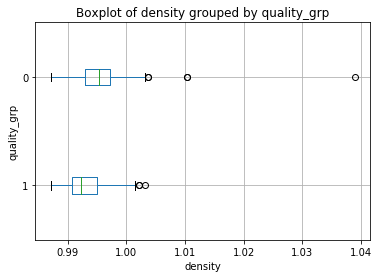 Boxplot of density grouped by quality_grp
quality_grp
0
1
0.99 1.00 1.01 1.02 1.03 1.04
density